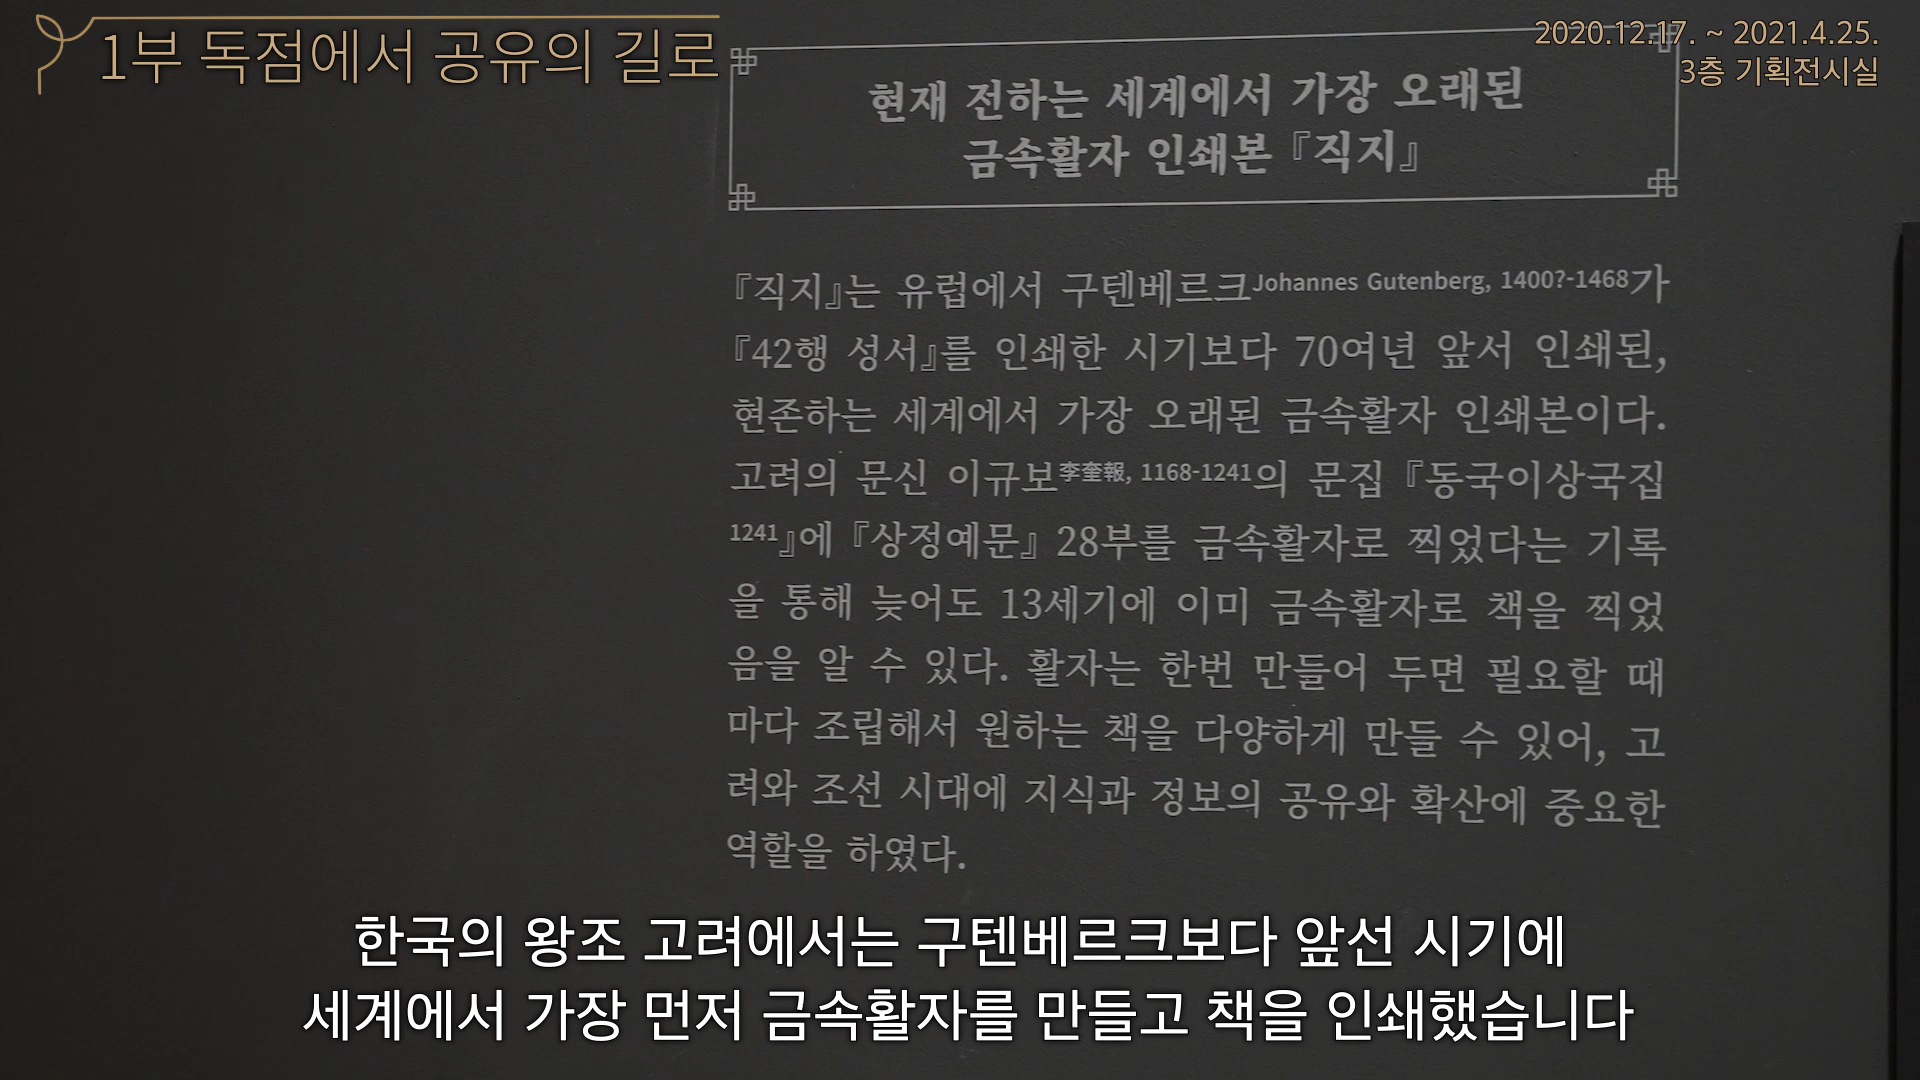 1부 독점에서 공유의 길로
2020.12.17. ~ 2021.4.25.
3층 기획전시실
현재 전하는 세계에서 가장 오래된
금속활자 인쇄본 『직지』
『직지』는 유럽에서 구텐베르크Johannes Gutenberg, 1400?-1468가
『42행 성서』를 인쇄한 시기보다 70여년 앞서 인쇄된,
현존하는 세계에서 가장 오래된 금속활자 인쇄본이다.
고려의 문신 이규보李奎報, 1168-1241의 문집 『동국이상국집
1241』에 『상정예문』 28부를 금속활자로 찍었다는 기록
을 통해 늦어도 13세기에 이미 금속활자로 책을 찍었
음을 알 수 있다. 활자는 한번 만들어 두면 필요할 때
마다 조립해서 원하는 책을 다양하게 만들 수 있어, 고
려와 조선 시대에 지식과 정보의 공유와 확산에 중요한
역할을 하였다.
한국의 왕조 고려에서는 구텐베르크보다 앞선 시기에
세계에서 가장 먼저 금속활자를 만들고 책을 인쇄했습니다